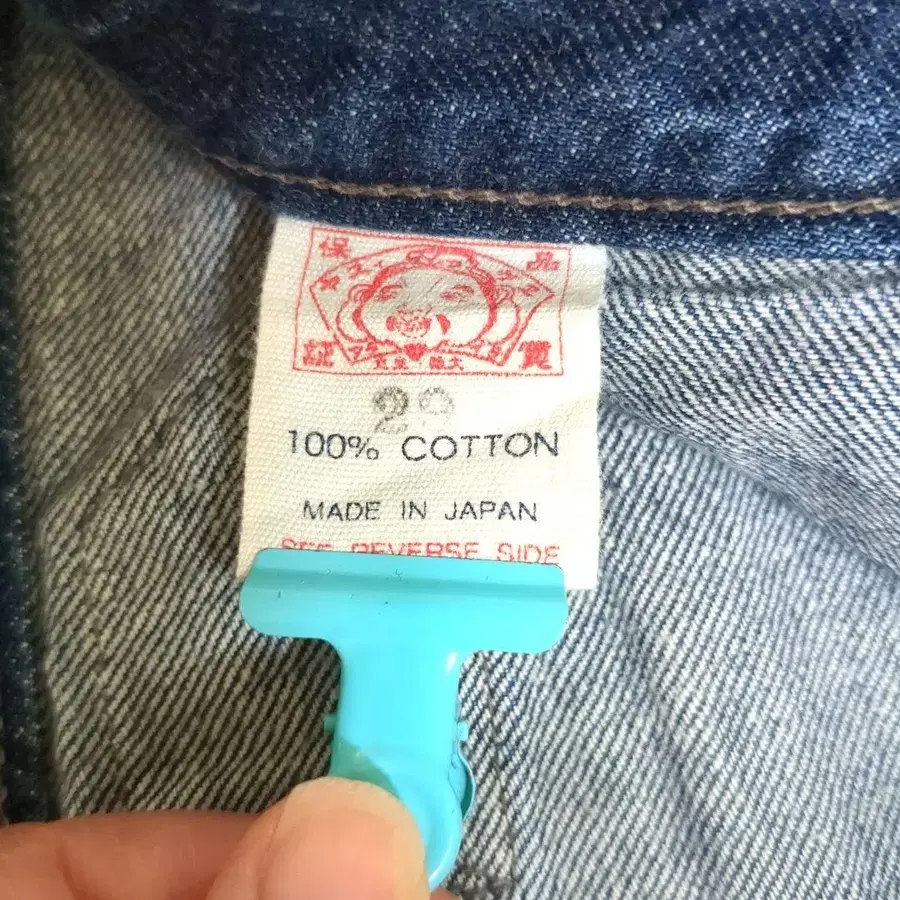 保 品
証 質
29
100% COTTON
MADE IN JAPAN
SEE REVERSE SIDE